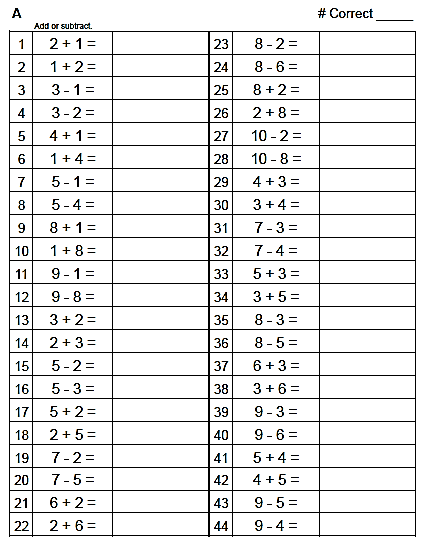 A
# Correct ______
Add or subtract.
1 2 + 1 =
2 1 + 2 =
3 3 - 1 =
4 3 - 2 =
5 4 + 1 =
6 1 + 4 =
7 5 - 1 =
8 5 - 4 =
9 8 + 1 =
10 1 + 8 =
11 9 - 1 =
12 9 - 8 =
13 3 + 2 =
14 2 + 3 =
15 5 - 2 =
16 5 - 3 =
17 5 + 2 =
18 2 + 5 =
19 7 - 2 =
20 7 - 5 =
21 6 + 2 =
22 2 + 6 =
23 8 - 2 =
24 8 - 6 =
25 8 + 2 =
26 2 + 8 =
27 10 - 2 =
28 10 - 8 =
29 4 + 3 =
30 3 + 4 =
31 7 - 3 =
32 7 - 4 =
33 5 + 3 =
34 3 + 5 =
35 8 - 3 =
36 8 - 5 =
37 6 + 3 =
38 3 + 6 =
39 9 - 3 =
40 9 - 6 =
41 5 + 4 =
42 4 + 5 =
43 9 - 5 =
44 9 - 4 =